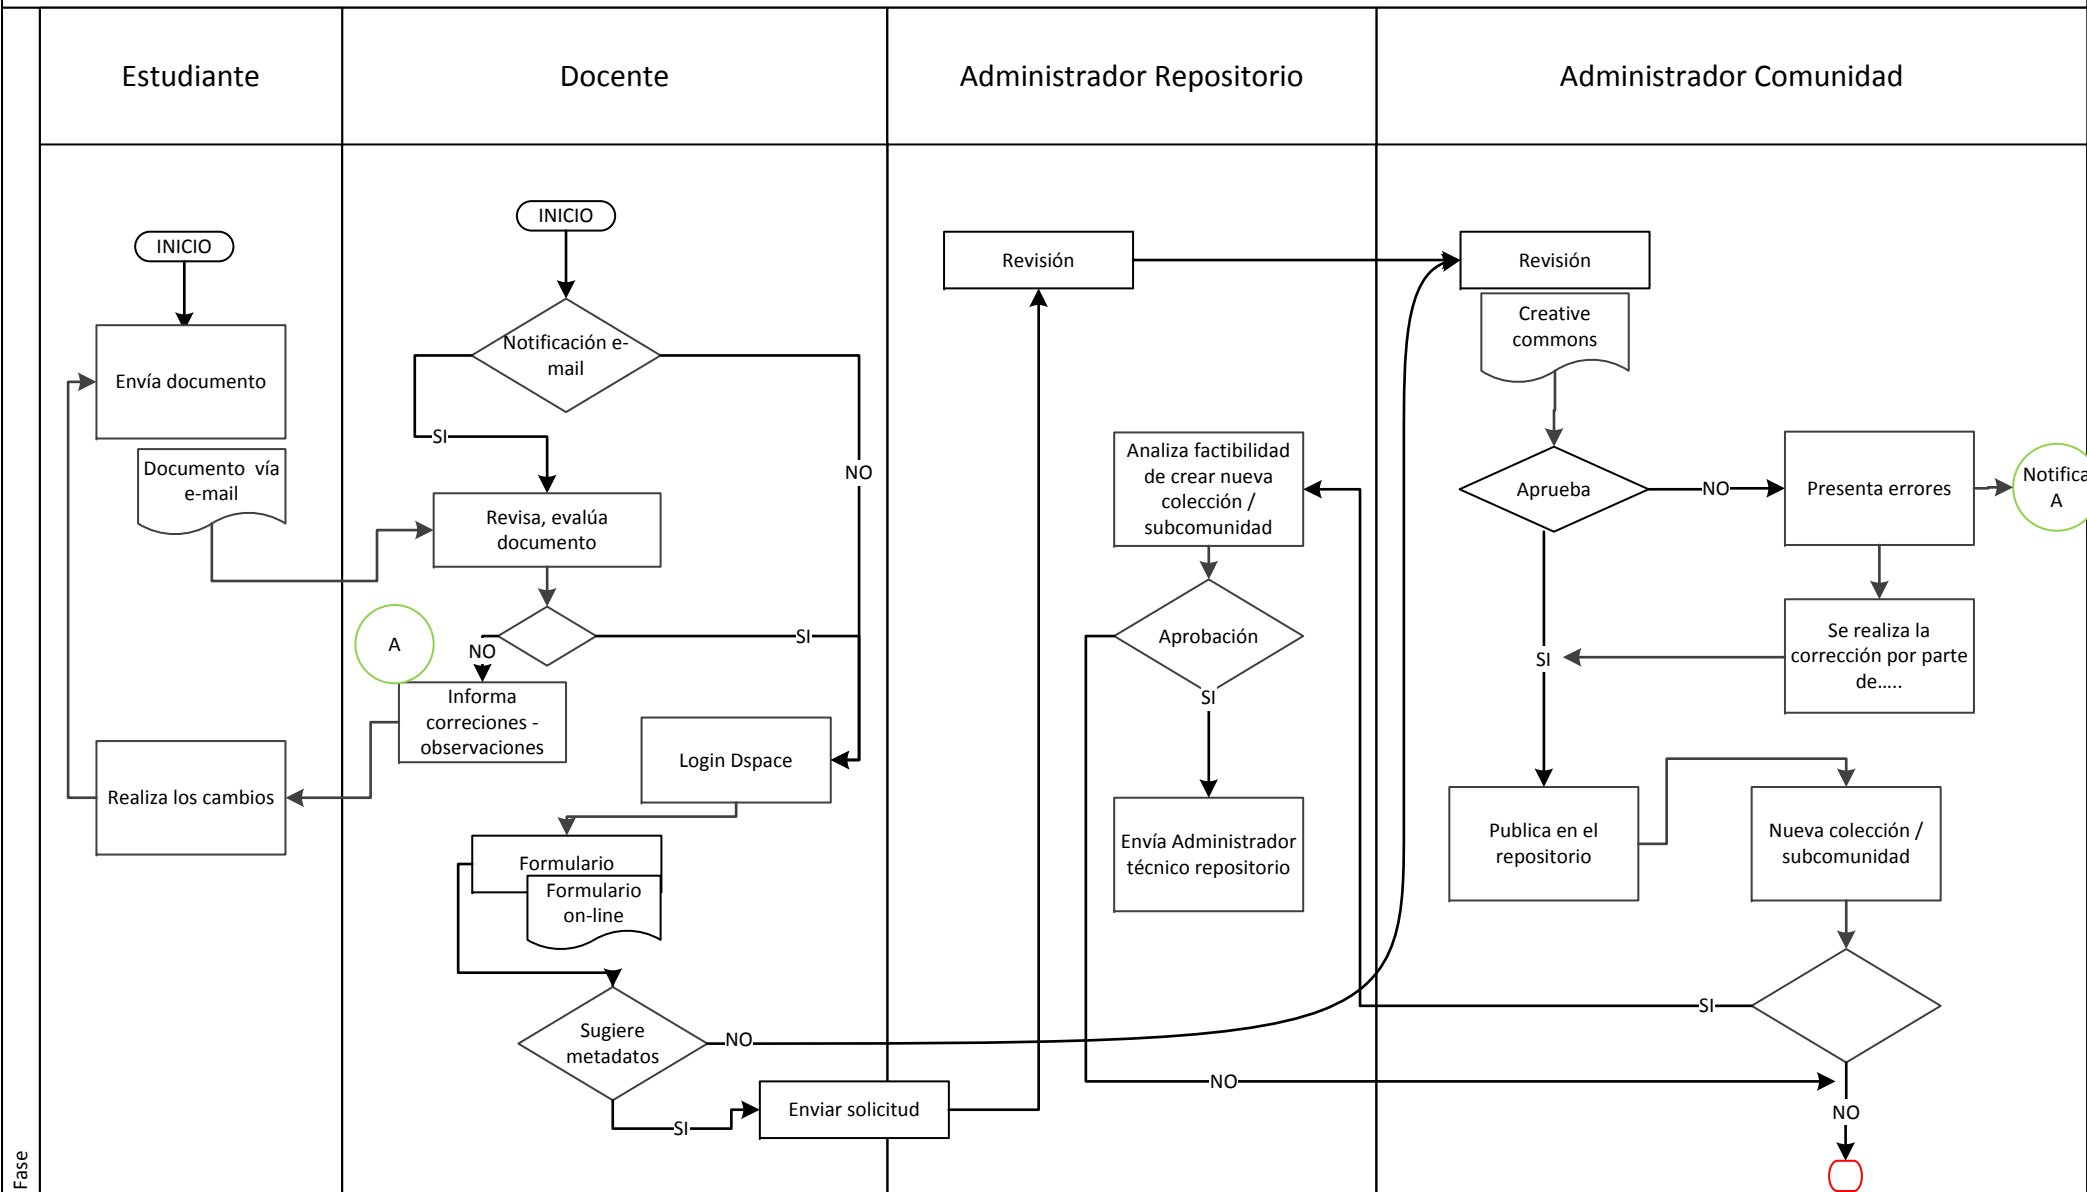 Estudiante
Docente
Administrador Repositorio
Administrador Comunidad
Fase
INICIO
Envía documento
Documento vía
e-mail
Realiza los cambios
INICIO
Notificación e-
mail
SI
NO
Revisa, evalúa
documento
A
NO
SI
Informa
correciones -
observaciones
Login Dspace
Formulario
Formulario
on-line
Sugiere
metadatos
NO
SI
Enviar solicitud
Revisión
Analiza factibilidad
de crear nueva
colección /
subcomunidad
Aprobación
SI
Envía Administrador
técnico repositorio
NO
Revisión
Creative
commons
Aprueba
NO
Presenta errores
Notifica
A
Se realiza la
corrección por parte
de.....
SI
Publica en el
repositorio
Nueva colección /
subcomunidad
SI
NO